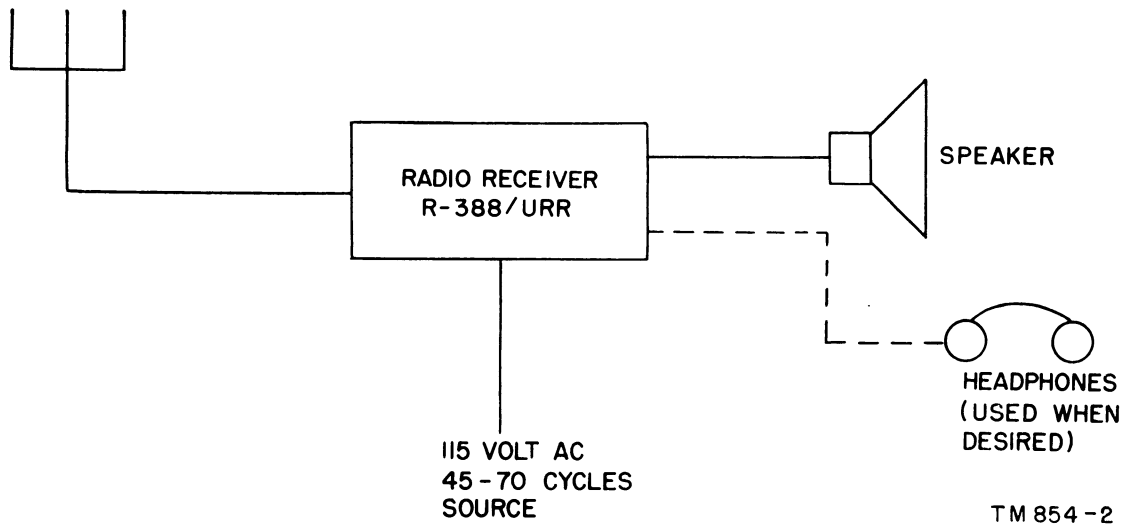 RADIO RECEIVER
R-388/URR
SPEAKER
HEADPHONES
(USED WHEN
DESIRED)
115 VOLT AC
45-70 CYCLES
SOURCE
TM 854-2